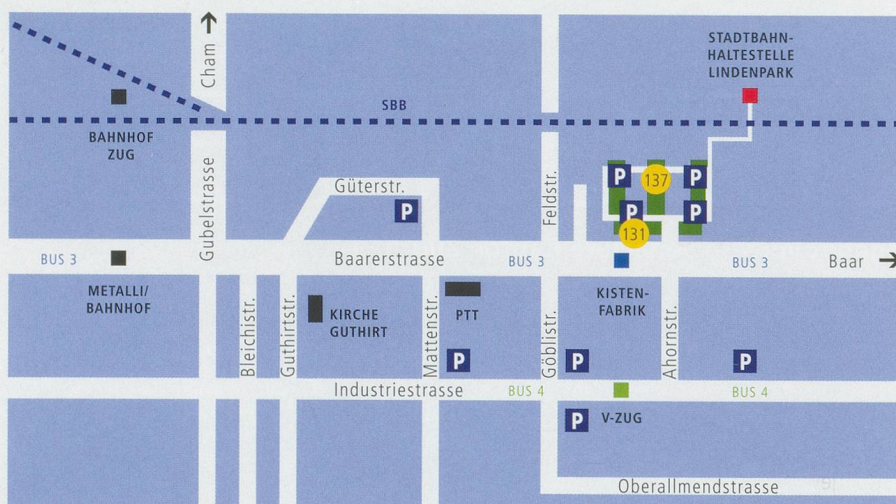 Cham
STADTBAHN-
HALTESTELLE
LINDENPARK
SBB
BAHNHOF
ZUG
Gubelstrasse
Güterstr.
Feldstr.
P
P
137
P
P
P
P
131
BUS 3
Baarerstrasse
BUS 3
BUS 3
Baar
METALLI/
BAHNHOF
Bleichistr.
Guthirtstr.
KIRCHE
GUTHIRT
Mattenstr.
PTT
Göblistr.
KISTEN-
FABRIK
Ahornstr.
P
P
P
Industriestrasse
BUS 4
BUS 4
P
V-ZUG
Oberallmendstrasse